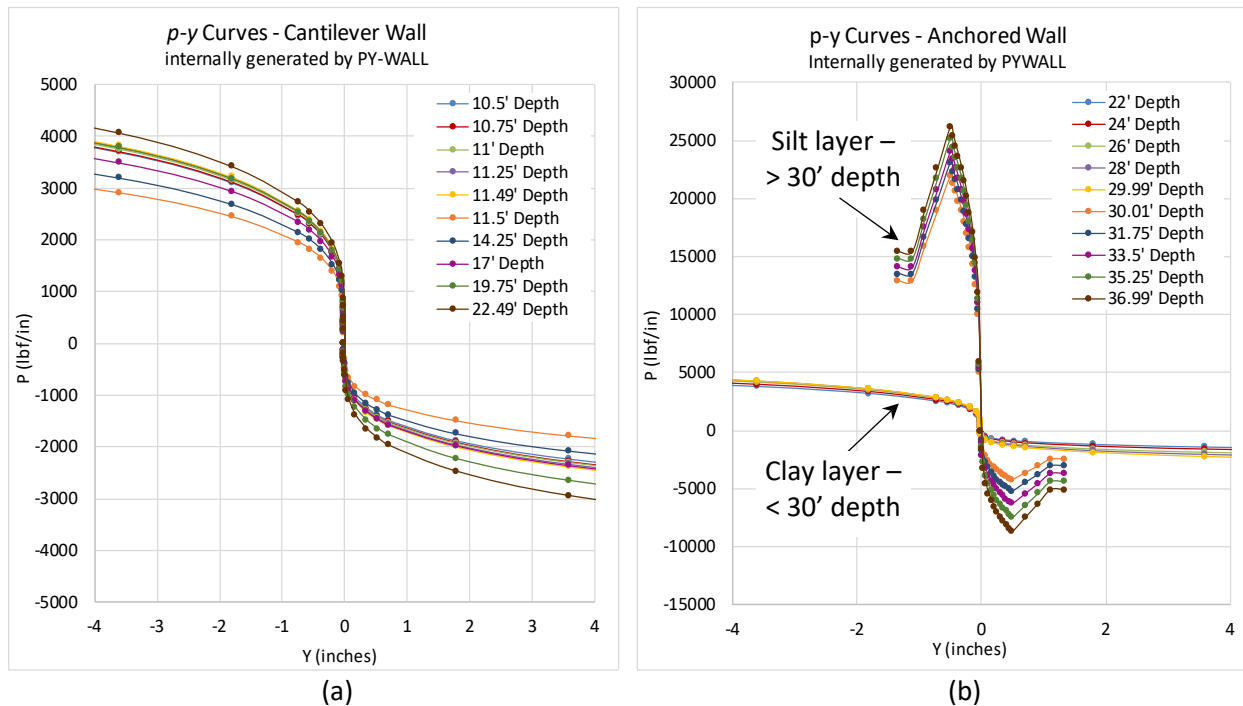 p-y Curves - Cantilever Wall
internally generated by PY-WALL
5000
4000
3000
2000
1000
0
-1000
-2000
-3000
-4000
-5000
P (lbf/in)
-4
-3
-2
-1
0
1
2
3
4
Y (inches)
10.5' Depth
10.75' Depth
11' Depth
11.25' Depth
11.49' Depth
11.5' Depth
14.25' Depth
17' Depth
19.75' Depth
22.49' Depth
(a)
p-y Curves - Anchored Wall
Internally generated by PYWALL
30000
25000
20000
15000
10000
5000
0
-5000
-10000
-15000
P (lbf/in)
-4
-2
0
2
4
Y (inches)
Silt layer –
> 30' depth
Clay layer –
< 30' depth
22' Depth
24' Depth
26' Depth
28' Depth
29.99' Depth
30.01' Depth
31.75' Depth
33.5' Depth
35.25' Depth
36.99' Depth
(b)